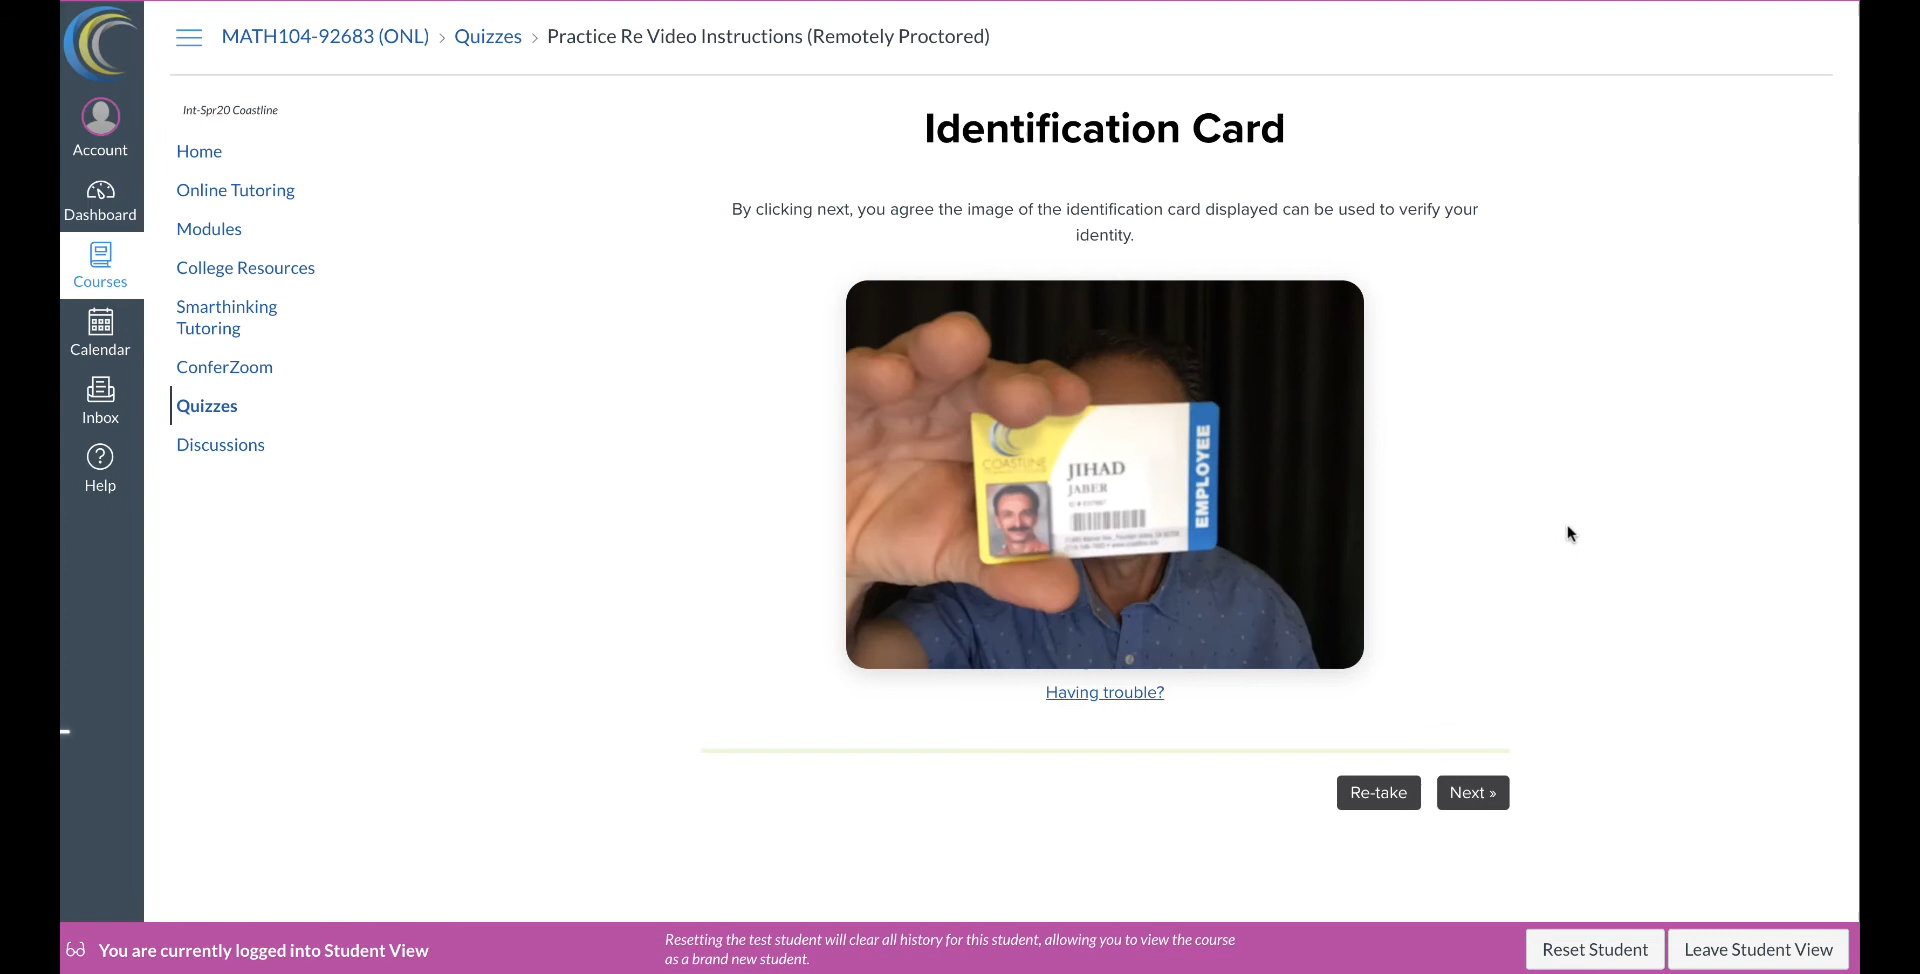 MATH104-92683 (ONL) > Quizzes > Practice Re Video Instructions (Remotely Proctored)
Account
Dashboard
Courses
Calendar
Inbox
Help
Int-Spr20 Coastline
Home
Online Tutoring
Modules
College Resources
Smarthinking
Tutoring
ConferZoom
Quizzes
Discussions
Identification Card
By clicking next, you agree the image of the identification card displayed can be used to verify your
identity.
COASTLINE
JIHAD
JABER
EMPLOYEE
Having trouble?
Re-take
Next »
You are currently logged into Student View
Resetting the test student will clear all history for this student, allowing you to view the course
as a brand new student.
Reset Student
Leave Student View